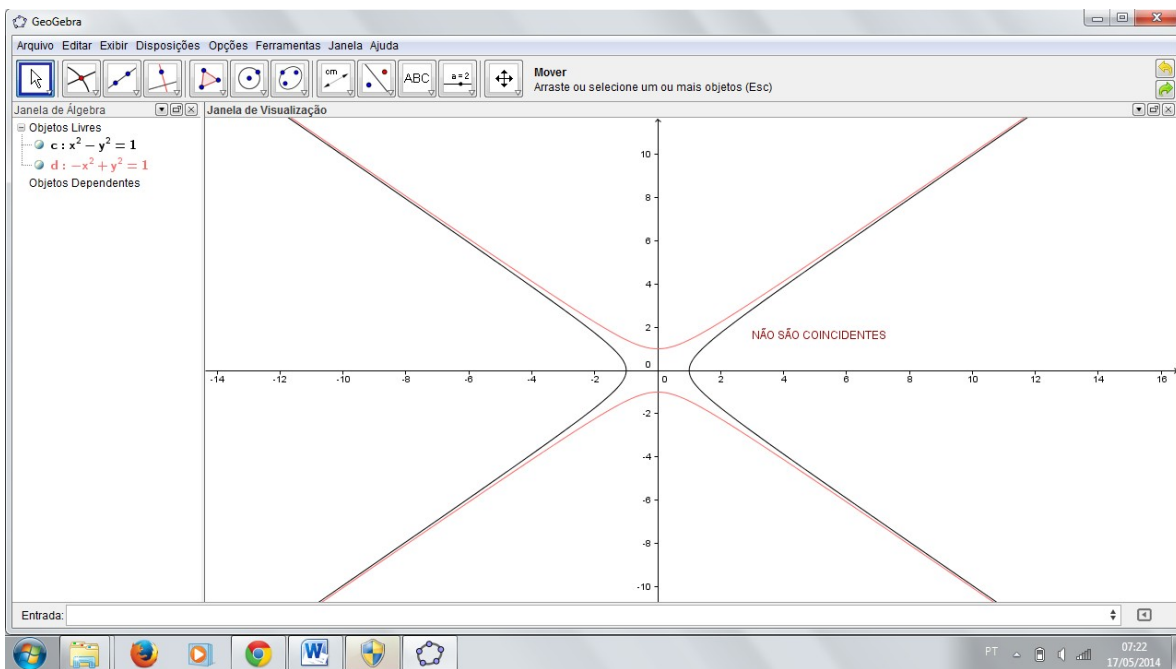 GeoGebra
Arquivo Editar Exibir Disposições Opções Ferramentas Janela Ajuda
cm
ABC
a = 2
Mover
Arraste ou selecione um ou mais objetos (Esc)
Janela de Álgebra
Janela de Visualização
Objetos Livres
c : x² − y² = 1
d : −x² + y² = 1
Objetos Dependentes
10
8
6
4
2
0
NÃO SÃO COINCIDENTES
-14 -12 -10 -8 -6 -4 -2 0 2 4 6 8 10 12 14 16
-2
-4
-6
-8
-10
Entrada:
W
PT
07:22
17/05/2014